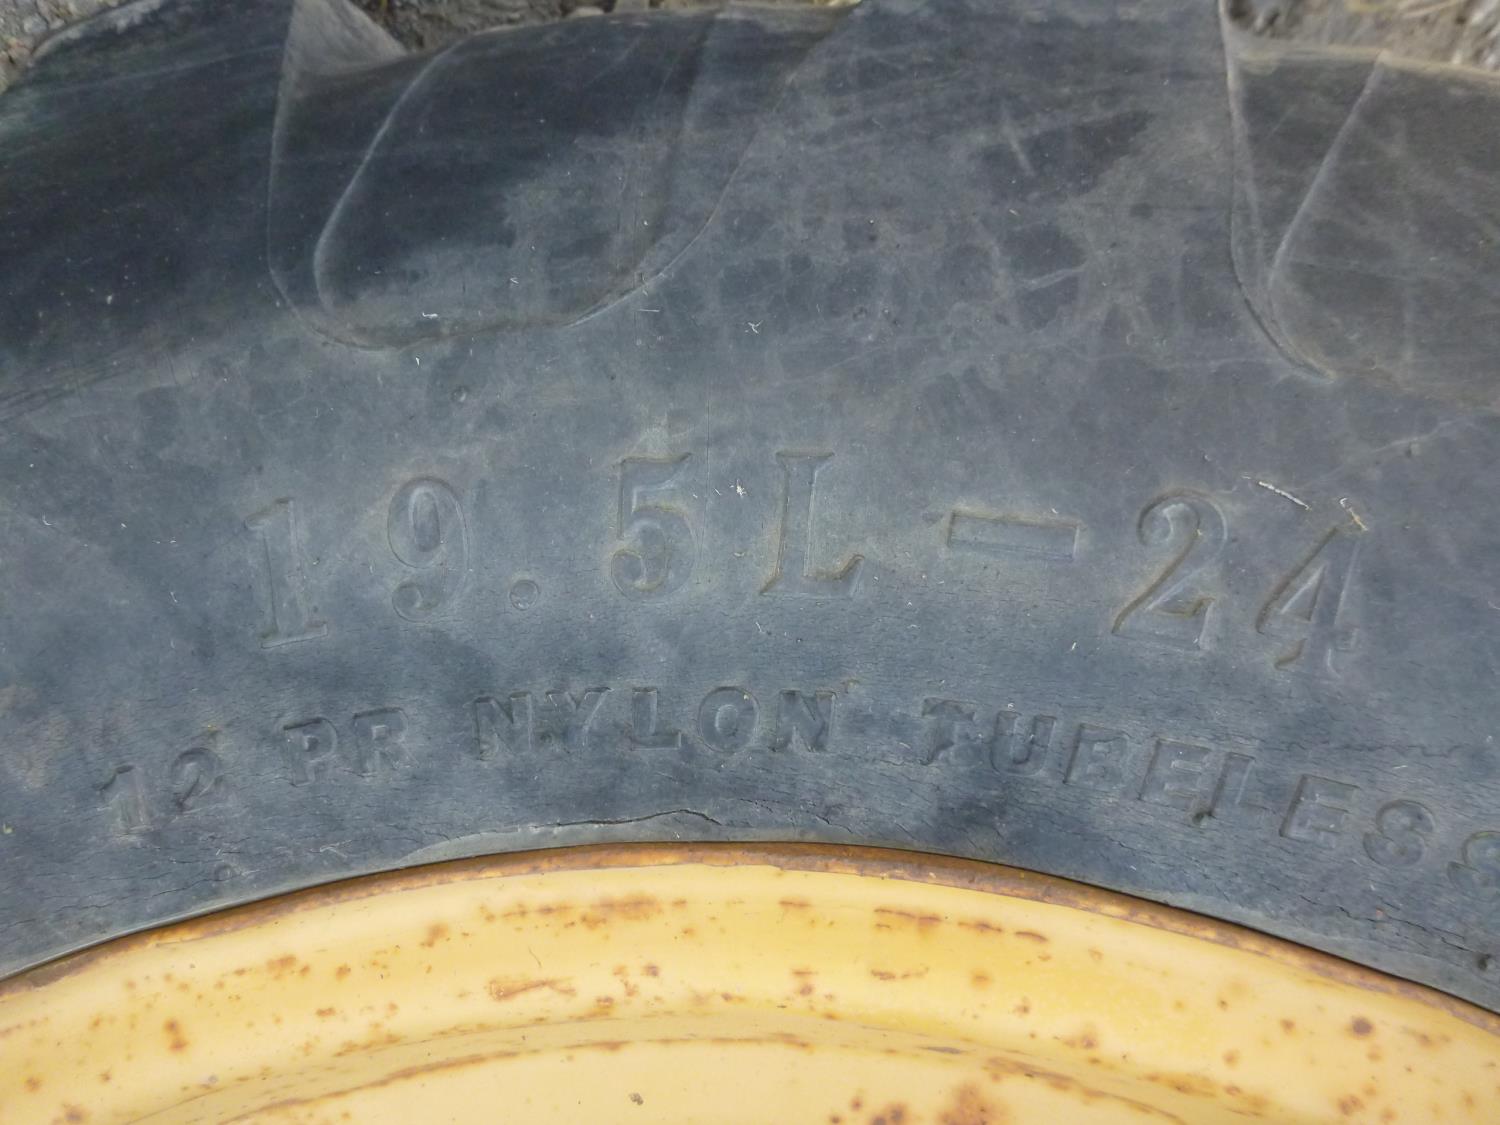 19.5L-24
12 PR NYLON TUBELESS